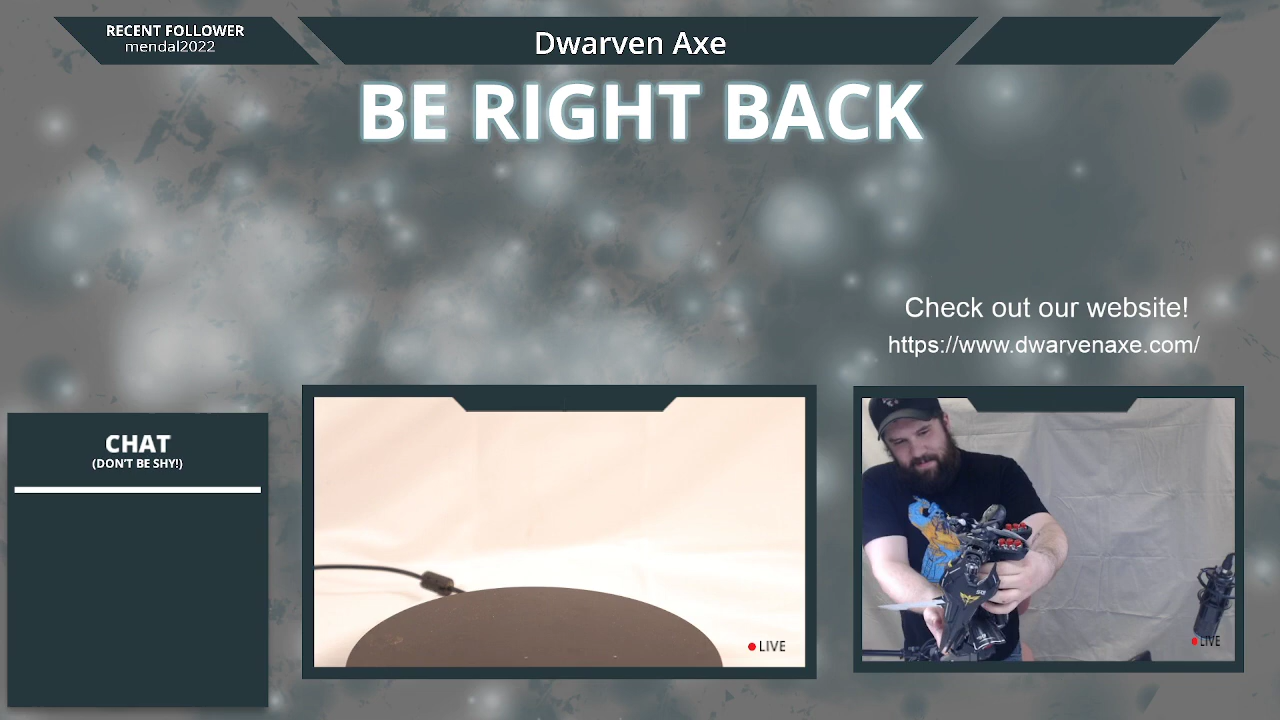 RECENT FOLLOWER
mendal2022
Dwarven Axe
BE RIGHT BACK
Check out our website!
https://www.dwarvenaxe.com/
CHAT
(DON'T BE SHY!)
LIVE
LIVE